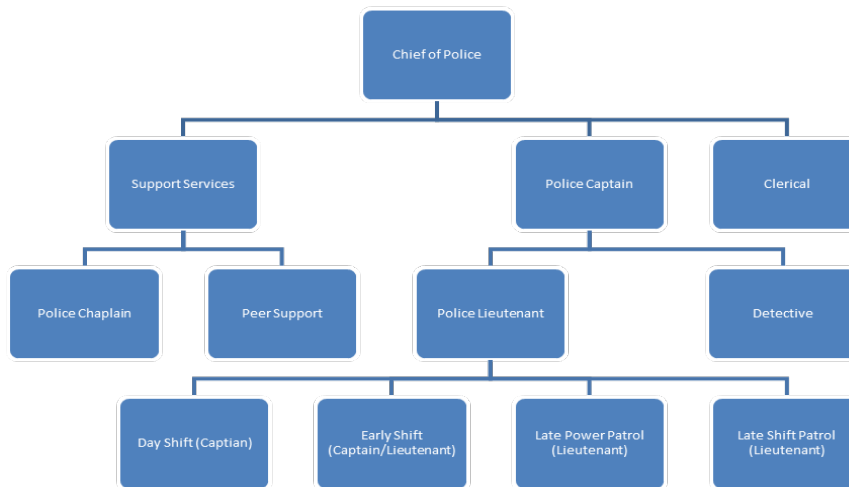 Chief of Police
Support Services
Police Captain
Clerical
Police Chaplain
Peer Support
Police Lieutenant
Detective
Day Shift (Captian)
Early Shift
(Captain/Lieutenant)
Late Power Patrol
(Lieutenant)
Late Shift Patrol
(Lieutenant)